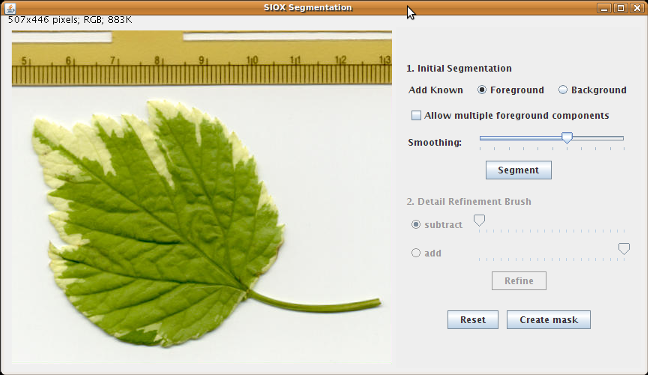 SIOX Segmentation
507x446 pixels; RGB; 883K
5 6 7 8 9 10 11 12 13
1. Initial Segmentation
Add Known Foreground Background
Allow multiple foreground components
Smoothing:
Segment
2. Detail Refinement Brush
subtract
add
Refine
Reset Create mask